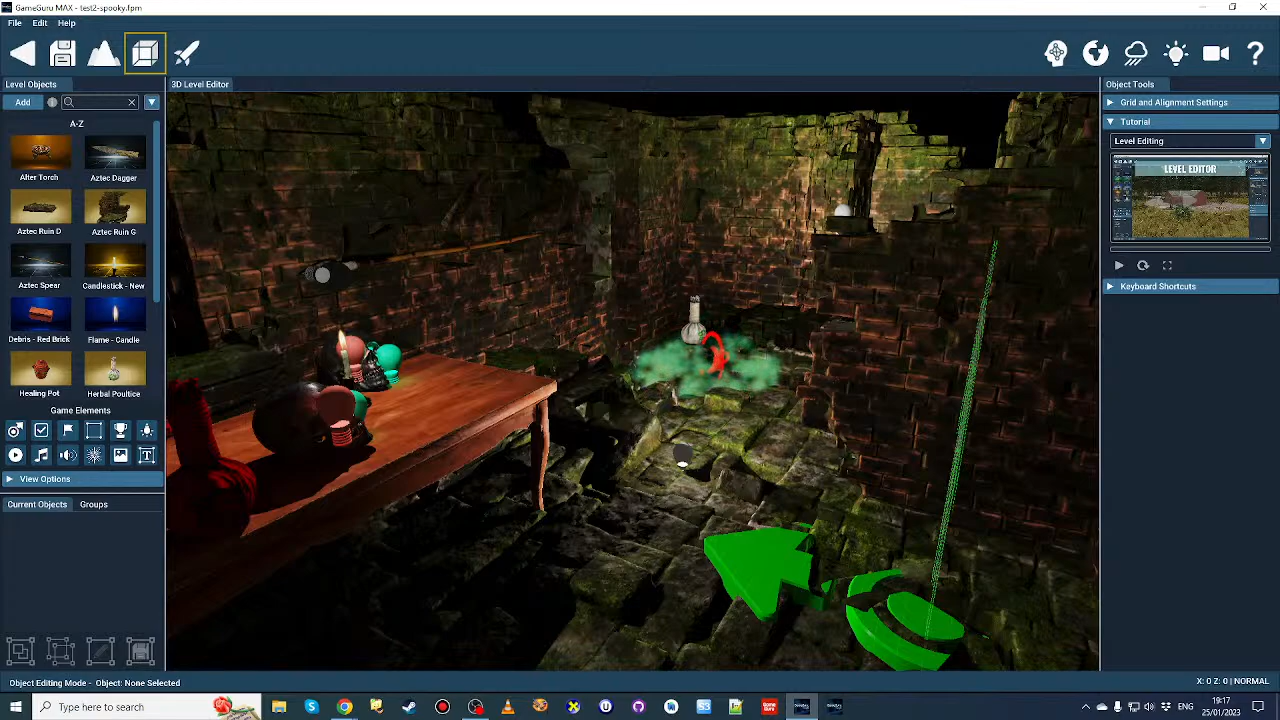 GameGuru MAX - test2-spooky.fpm
File Edit Help
Level Objects
3D Level Editor
Object Tools
Add
Grid and Alignment Settings
A-Z
Tutorial
Level Editing
LEVEL EDITOR
Alter Torch
Aztec Dagger
Aztec Ruin D
Aztec Ruin G
Aztec Spear
Candlestick - New
Keyboard Shortcuts
Debris - Red Brick
Flame - Candle
Healing Pot
Herbal Poultice
Game Elements
View Options
Current Objects
Groups
Object Editing Mode - Object: None Selected
X: 0 Z: 0 | NORMAL
Type here to search
ENG
19:17
25/01/2023